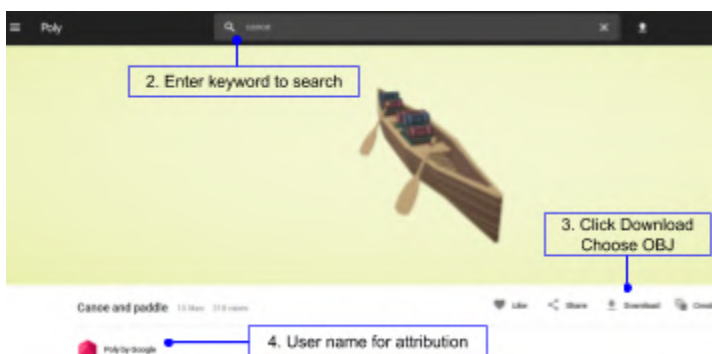 Poly
canoe
2. Enter keyword to search
3. Click Download
Choose OBJ
Canoe and paddle
Like
Share
Download
Poly by Google
4. User name for attribution